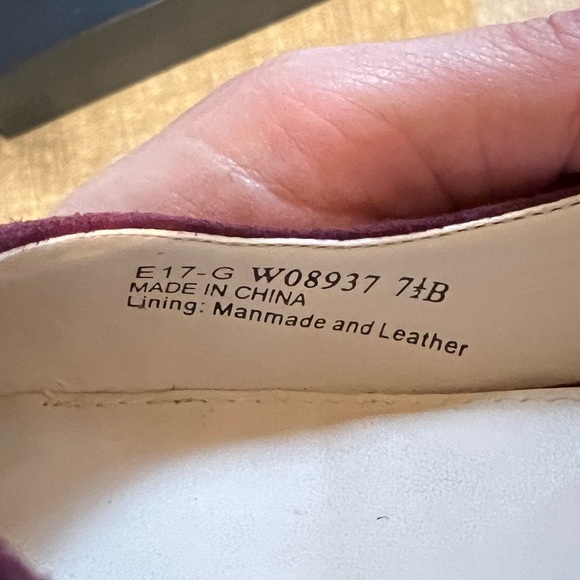 E17-G W08937 7½B
MADE IN CHINA
Lining: Manmade and Leather